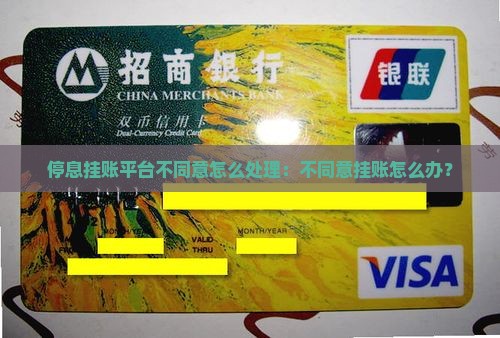 招商银行
CHINA MERCHANTS BANK
双币信用卡
Dual-Currency Credit Card
银联
停息挂账平台不同意怎么处理：不同意挂账怎么办？
MONTH/YEAR
VALID
THRU
MONTH/YEAR
VISA